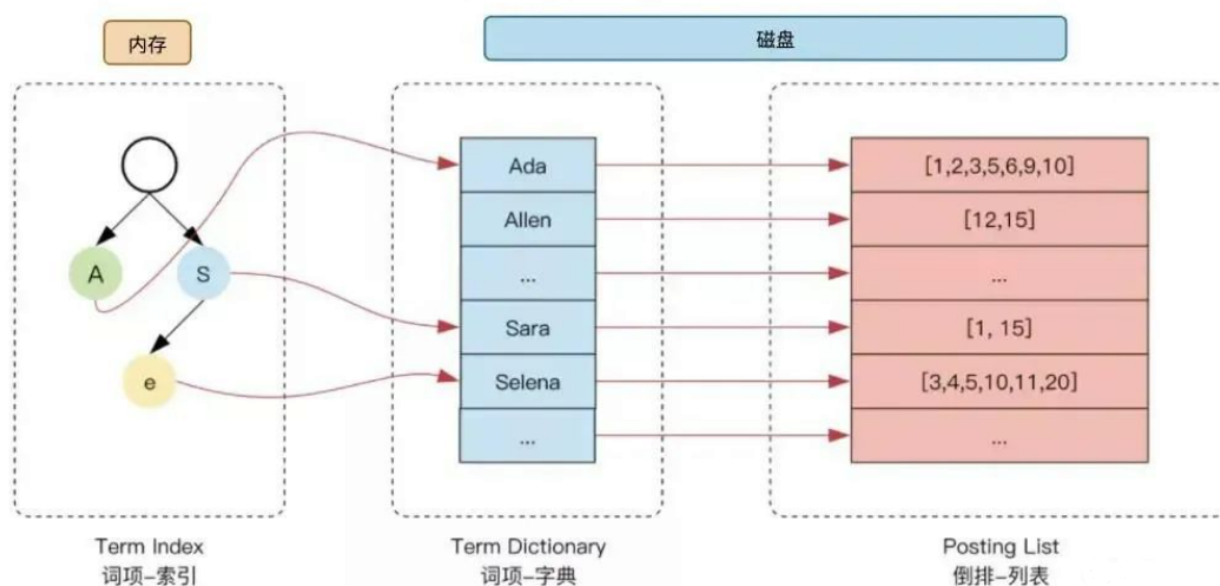 内存
磁盘
A
S
e
Ada
Allen
...
Sara
Selena
...
[1,2,3,5,6,9,10]
[12,15]
...
[1, 15]
[3,4,5,10,11,20]
...
Term Index
词项-索引
Term Dictionary
词项-字典
Posting List
倒排-列表